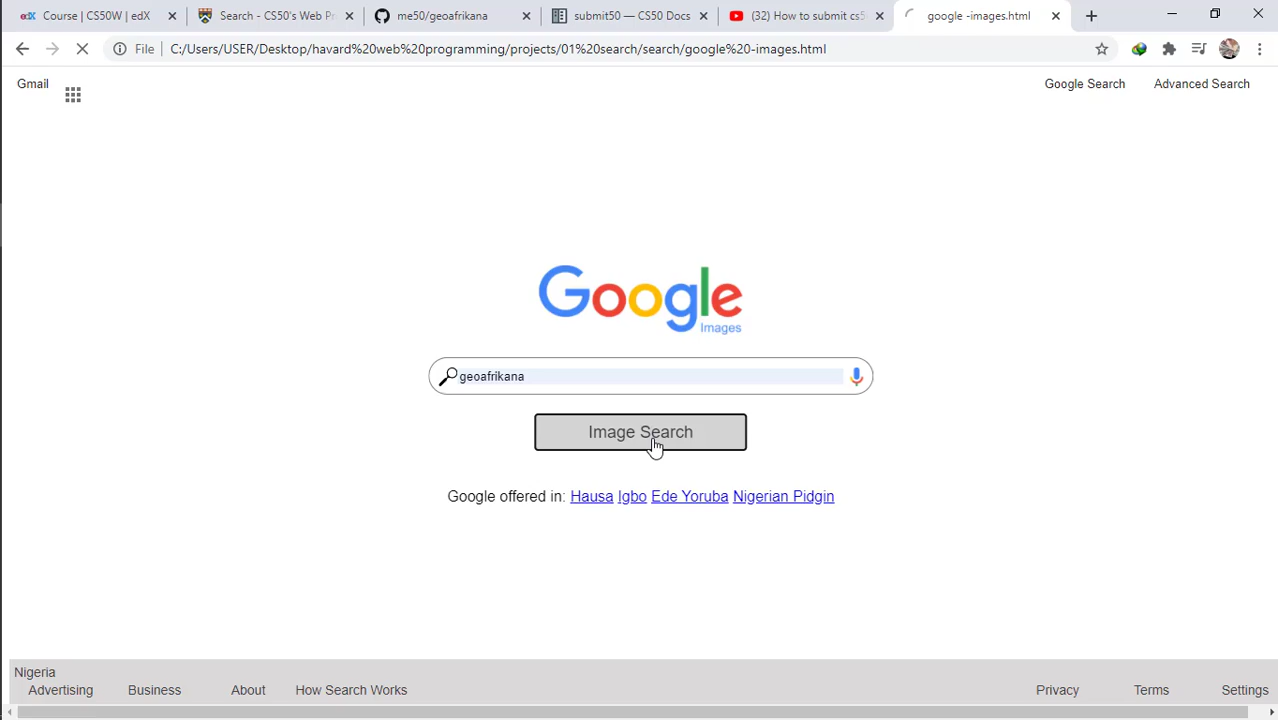 Course | CS50W | edX
Search - CS50's Web Pr
me50/geoafrikana
submit50 — CS50 Docs
(32) How to submit cs5
google -images.html
File C:/Users/USER/Desktop/havard%20web%20programming/projects/01%20search/search/google%20-images.html
Gmail
Google Search Advanced Search
Google
Images
geoafrikana
Image Search
Google offered in: Hausa Igbo Ede Yoruba Nigerian Pidgin
Nigeria
Advertising Business About How Search Works Privacy Terms Settings